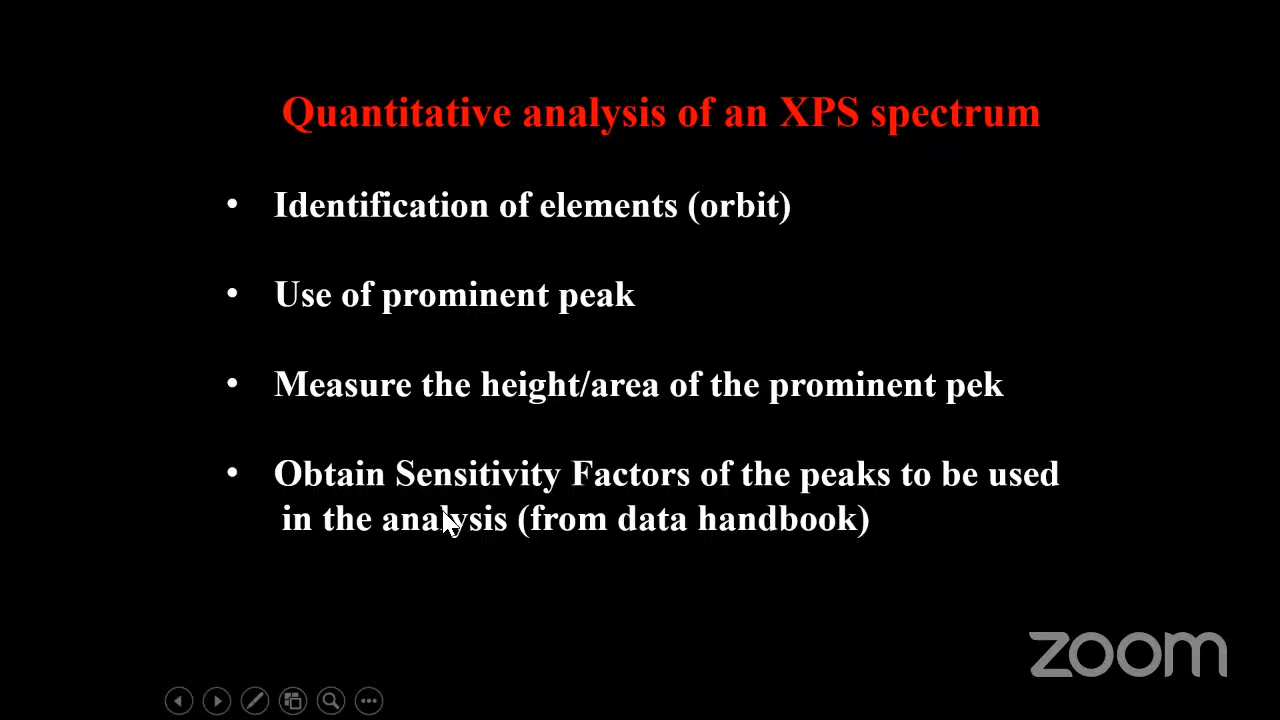 Quantitative analysis of an XPS spectrum
• Identification of elements (orbit)
• Use of prominent peak
• Measure the height/area of the prominent pek
• Obtain Sensitivity Factors of the peaks to be used
in the analysis (from data handbook)
zoom